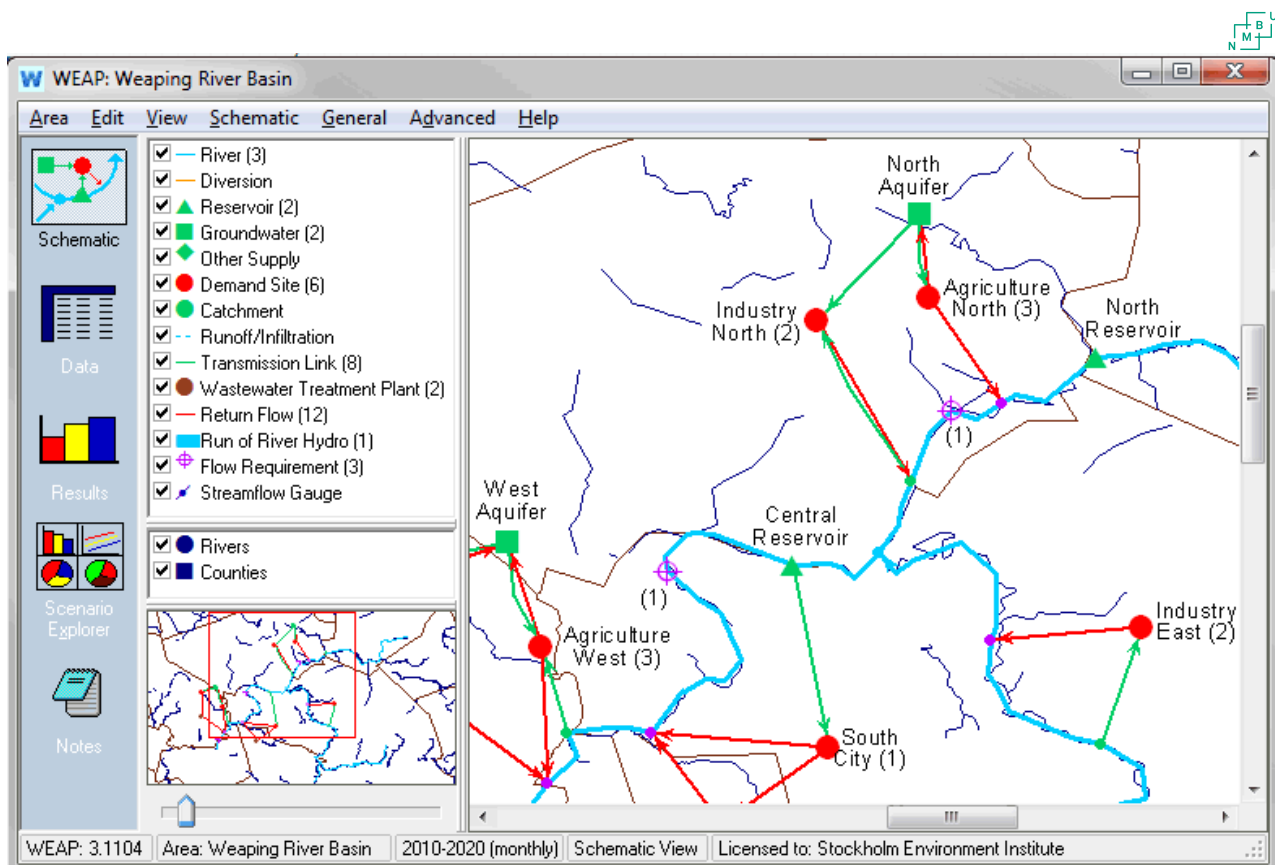 N M B U
WEAP: Weaping River Basin
Area Edit View Schematic General Advanced Help
Schematic
Data
Results
Scenario
Explorer
Notes
River (3)
Diversion
Reservoir (2)
Groundwater (2)
Other Supply
Demand Site (6)
Catchment
Runoff/Infiltration
Transmission Link (8)
Wastewater Treatment Plant (2)
Return Flow (12)
Run of River Hydro (1)
Flow Requirement (3)
Streamflow Gauge
Rivers
Counties
North
Aquifer
Agriculture
North (3)
Industry
North (2)
North
Reservoir
(1)
West
Aquifer
Central
Reservoir
(1)
Agriculture
West (3)
Industry
East (2)
South
City (1)
WEAP: 3.1104 Area: Weaping River Basin 2010-2020 (monthly) Schematic View Licensed to: Stockholm Environment Institute